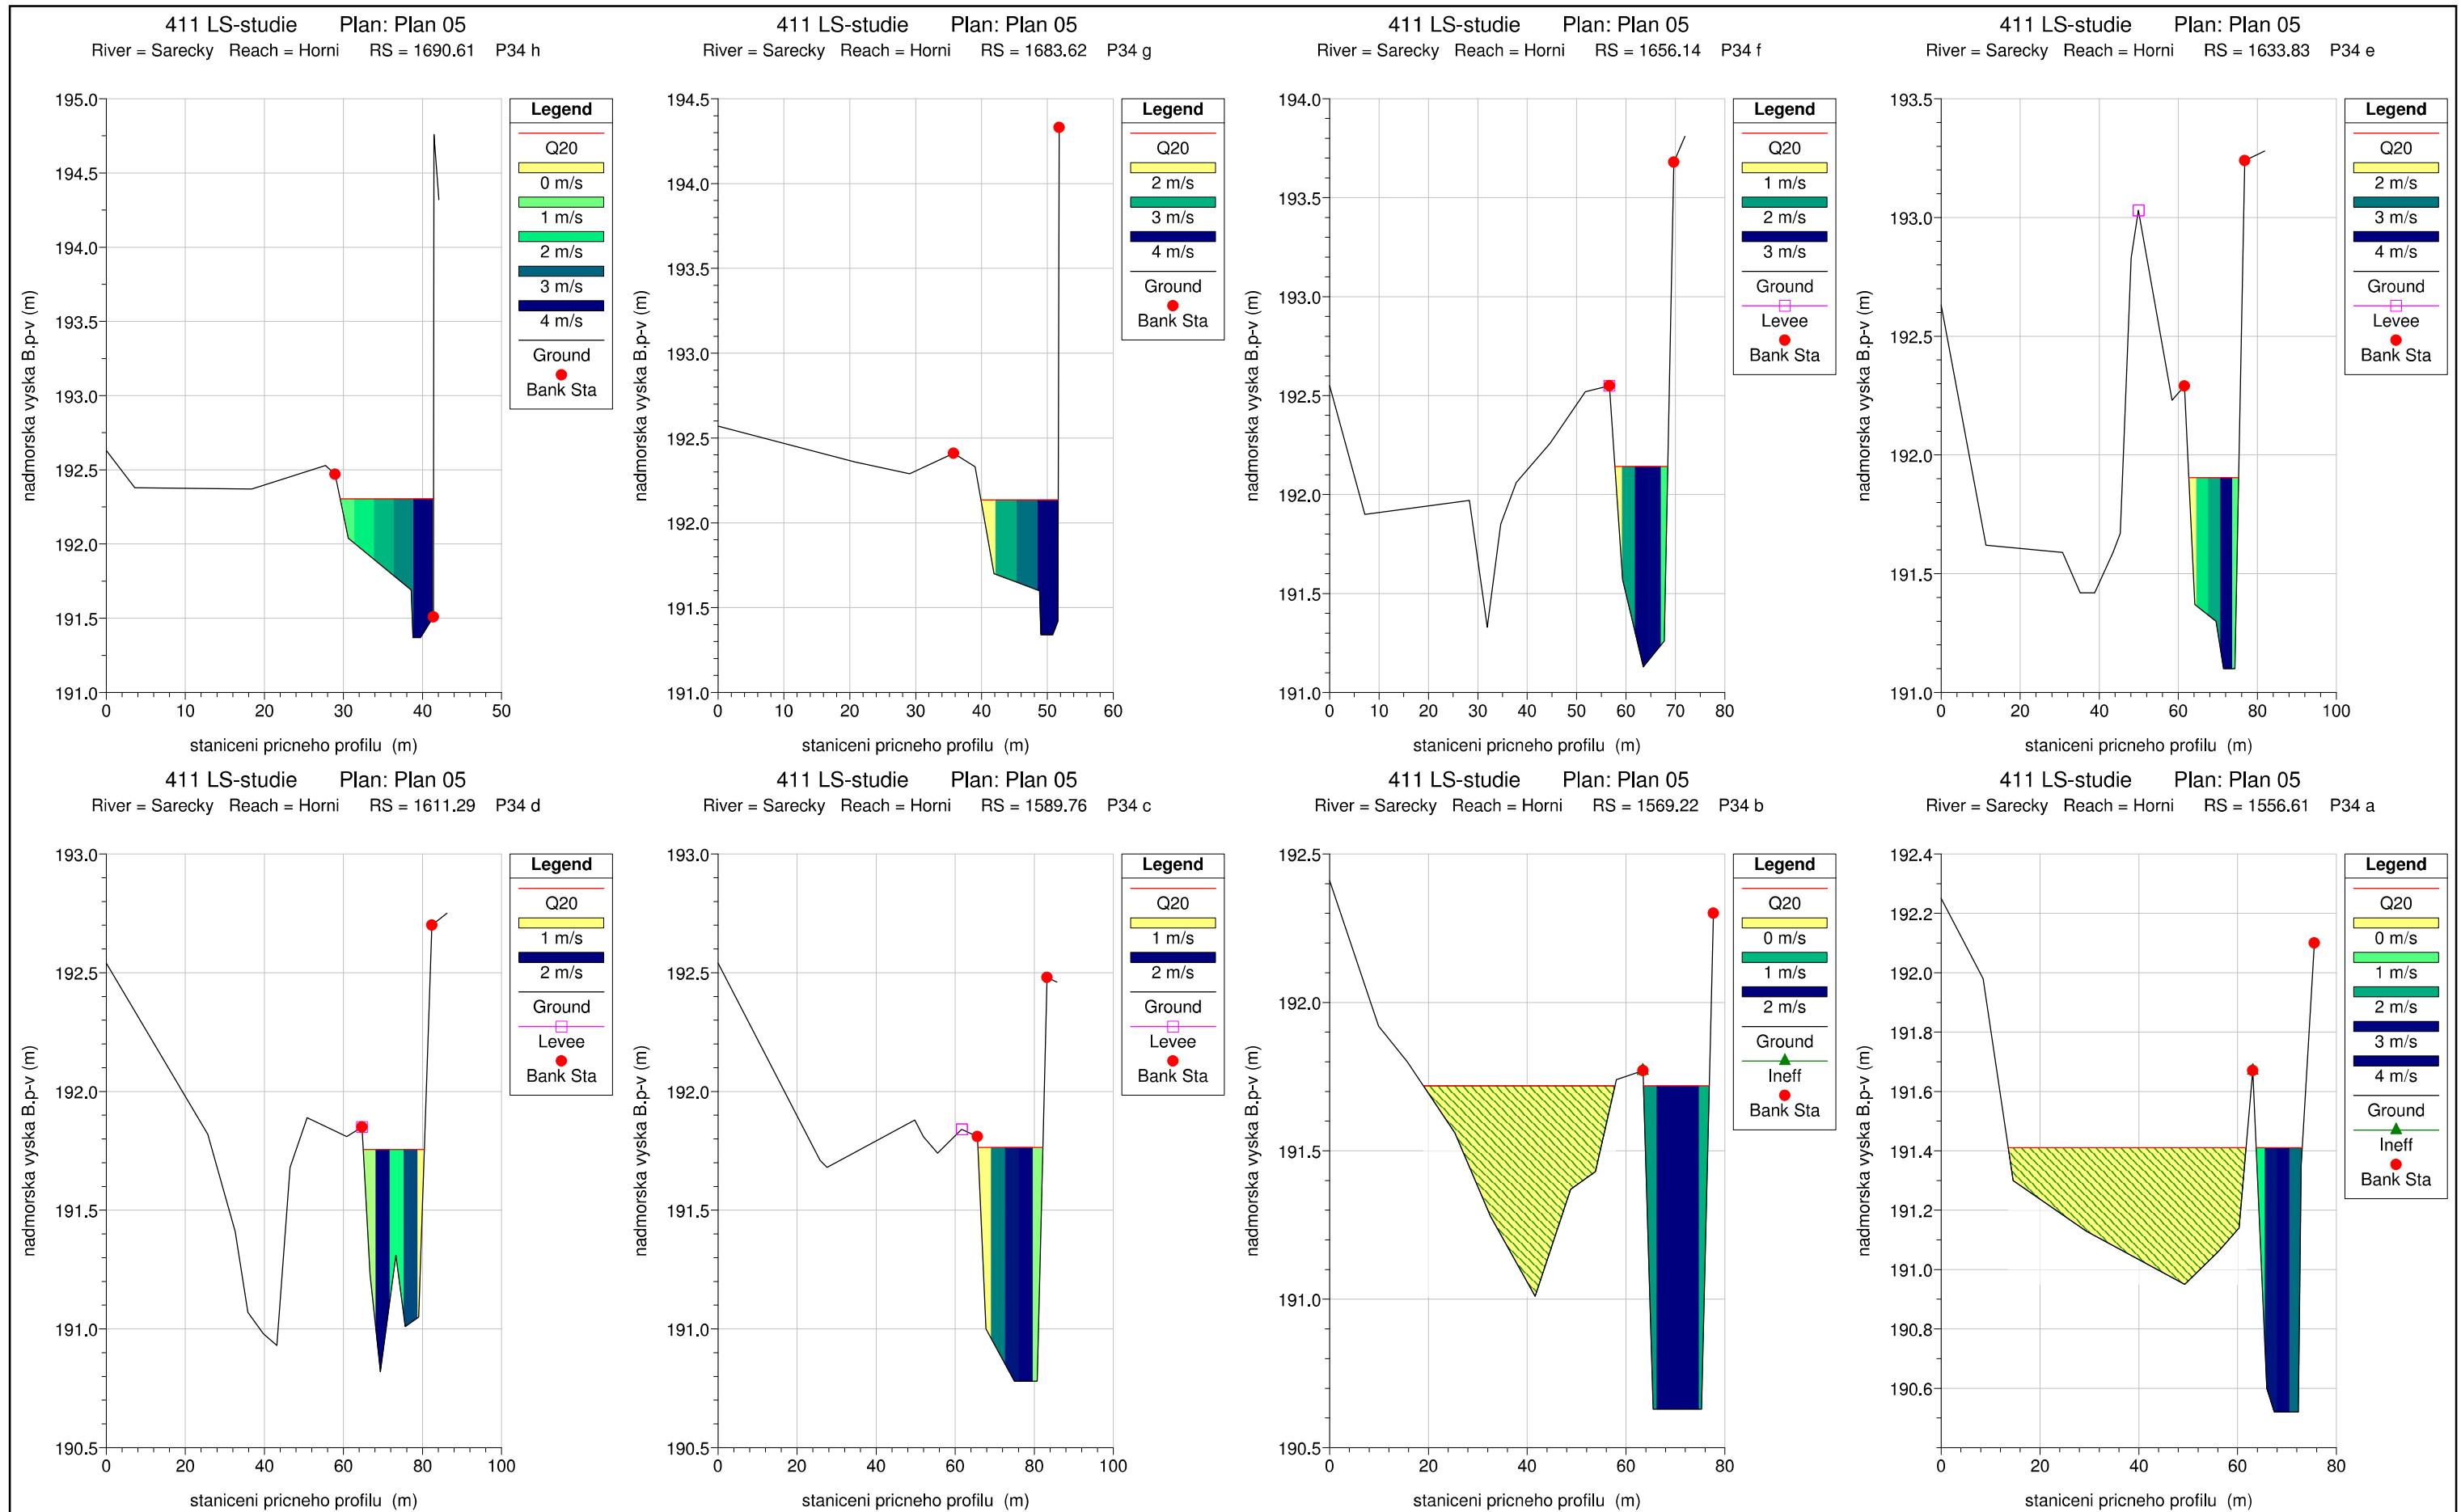 411 LS-studie Plan: Plan 05
River = Sarecky Reach = Horni RS = 1690.61 P34 h
195.0
194.5
194.0
193.5
193.0
192.5
192.0
191.5
191.0
0 10 20 30 40 50
nadmorska vyska B.p-v (m)
staniceni pricneho profilu (m)
Legend
Q20
0 m/s
1 m/s
2 m/s
3 m/s
4 m/s
Ground
Bank Sta
411 LS-studie Plan: Plan 05
River = Sarecky Reach = Horni RS = 1683.62 P34 g
194.5
194.0
193.5
193.0
192.5
192.0
191.5
191.0
0 10 20 30 40 50 60
nadmorska vyska B.p-v (m)
staniceni pricneho profilu (m)
Legend
Q20
2 m/s
3 m/s
4 m/s
Ground
Bank Sta
411 LS-studie Plan: Plan 05
River = Sarecky Reach = Horni RS = 1656.14 P34 f
194.0
193.5
193.0
192.5
192.0
191.5
191.0
0 10 20 30 40 50 60 70 80
nadmorska vyska B.p-v (m)
staniceni pricneho profilu (m)
Legend
Q20
1 m/s
2 m/s
3 m/s
Ground
Levee
Bank Sta
411 LS-studie Plan: Plan 05
River = Sarecky Reach = Horni RS = 1633.83 P34 e
193.5
193.0
192.5
192.0
191.5
191.0
0 20 40 60 80 100
nadmorska vyska B.p-v (m)
staniceni pricneho profilu (m)
Legend
Q20
2 m/s
3 m/s
4 m/s
Ground
Levee
Bank Sta
411 LS-studie Plan: Plan 05
River = Sarecky Reach = Horni RS = 1611.29 P34 d
193.0
192.5
192.0
191.5
191.0
190.5
0 20 40 60 80 100
nadmorska vyska B.p-v (m)
staniceni pricneho profilu (m)
Legend
Q20
1 m/s
2 m/s
Ground
Levee
Bank Sta
411 LS-studie Plan: Plan 05
River = Sarecky Reach = Horni RS = 1589.76 P34 c
193.0
192.5
192.0
191.5
191.0
190.5
0 20 40 60 80 100
nadmorska vyska B.p-v (m)
staniceni pricneho profilu (m)
Legend
Q20
1 m/s
2 m/s
Ground
Levee
Bank Sta
411 LS-studie Plan: Plan 05
River = Sarecky Reach = Horni RS = 1569.22 P34 b
192.5
192.0
191.5
191.0
190.5
0 20 40 60 80
nadmorska vyska B.p-v (m)
staniceni pricneho profilu (m)
Legend
Q20
0 m/s
1 m/s
2 m/s
Ground
Ineff
Bank Sta
411 LS-studie Plan: Plan 05
River = Sarecky Reach = Horni RS = 1556.61 P34 a
192.4
192.2
192.0
191.8
191.6
191.4
191.2
191.0
190.8
190.6
0 20 40 60 80
nadmorska vyska B.p-v (m)
staniceni pricneho profilu (m)
Legend
Q20
0 m/s
1 m/s
2 m/s
3 m/s
4 m/s
Ground
Ineff
Bank Sta